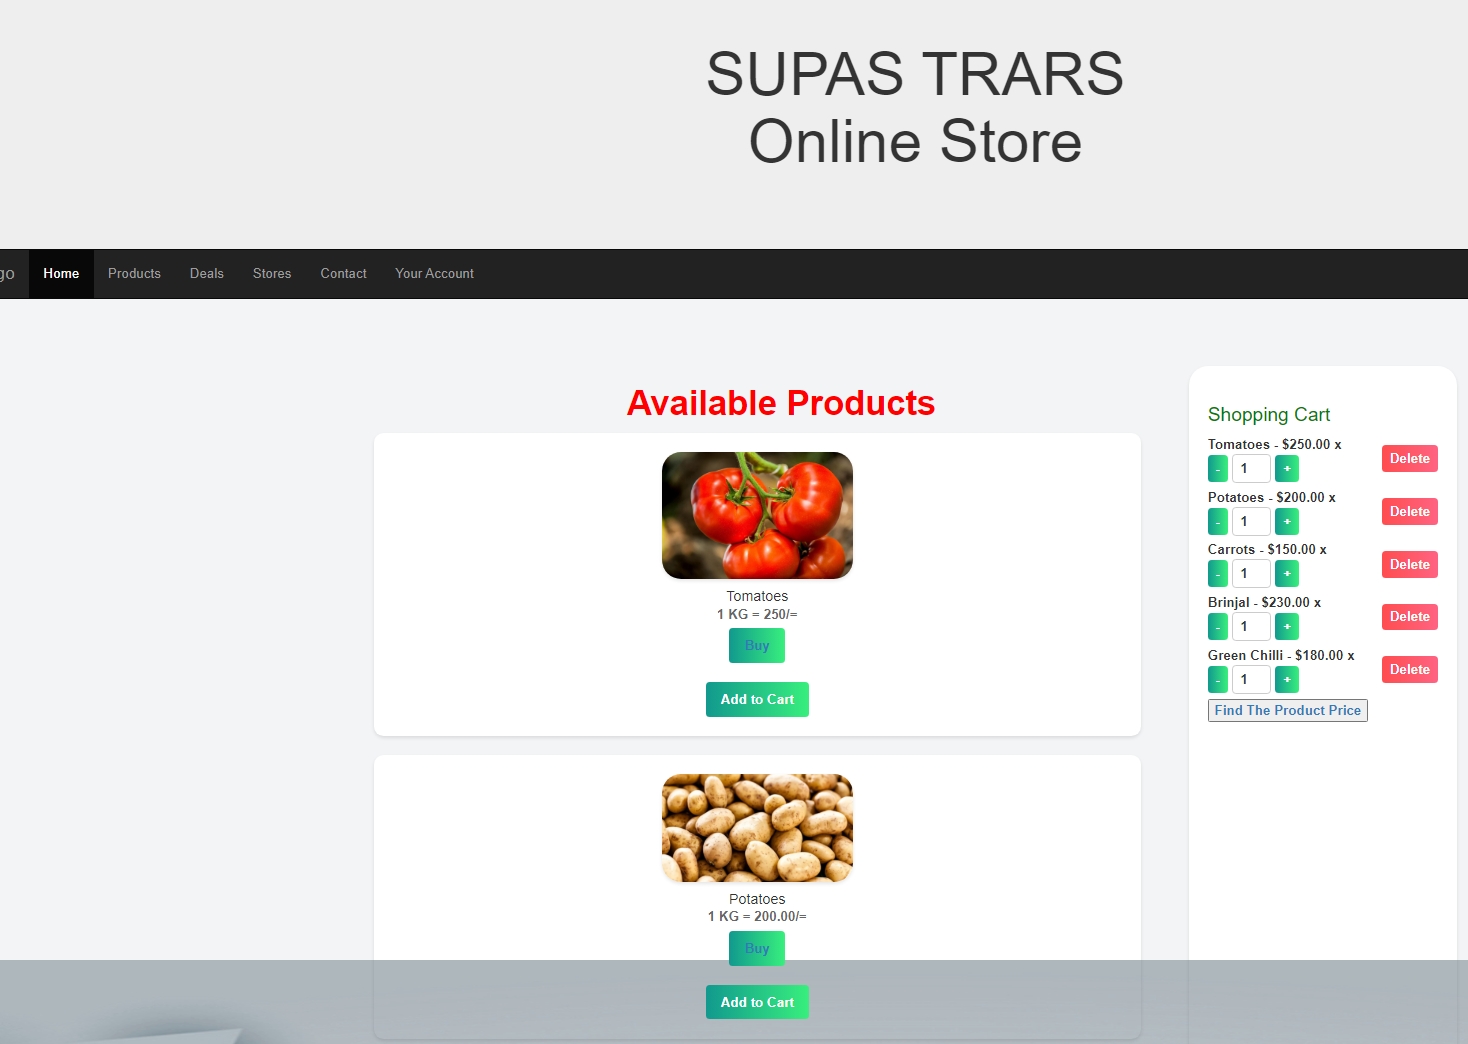 SUPAS TRARS
Online Store
go Home Products Deals Stores Contact Your Account
Available Products
Tomatoes
1 KG = 250/=
Buy
Add to Cart
Potatoes
1 KG = 200.00/=
Buy
Add to Cart
Shopping Cart
Tomatoes - $250.00 x
- 1 + Delete
Potatoes - $200.00 x
- 1 + Delete
Carrots - $150.00 x
- 1 + Delete
Brinjal - $230.00 x
- 1 + Delete
Green Chilli - $180.00 x
- 1 + Delete
Find The Product Price